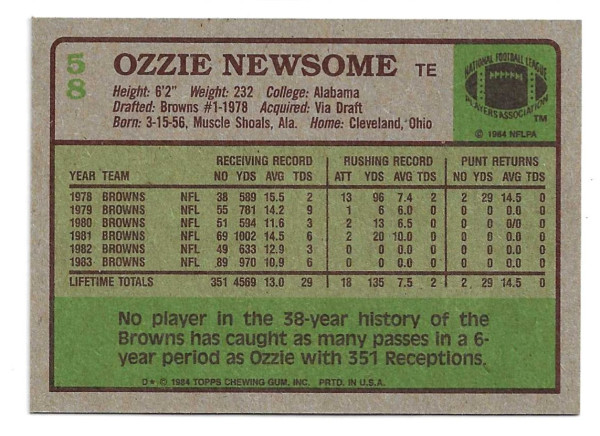 58
OZZIE NEWSOME TE
Height: 6'2" Weight: 232 College: Alabama
Drafted: Browns #1-1978 Acquired: Via Draft
Born: 3-15-56, Muscle Shoals, Ala. Home: Cleveland, Ohio
NATIONAL FOOTBALL LEAGUE
PLAYERS ASSOCIATION
TM
© 1984 NFLPA
RECEIVING RECORD RUSHING RECORD PUNT RETURNS
YEAR TEAM NO YDS AVG TDS ATT YDS AVG TDS NO YDS AVG TDS
1978 BROWNS NFL 38 589 15.5 2 13 96 7.4 2 2 29 14.5 0
1979 BROWNS NFL 55 781 14.2 9 1 6 6.0 0 0 0 0.0 0
1980 BROWNS NFL 51 594 11.6 3 2 13 6.5 0 0 0 0/0 0
1981 BROWNS NFL 69 1002 14.5 6 2 20 10.0 0 0 0 0.0 0
1982 BROWNS NFL 49 633 12.9 3 0 0 0.0 0 0 0 0.0 0
1983 BROWNS NFL 89 970 10.9 6 0 0 0.0 0 0 0 0.0 0
LIFETIME TOTALS 351 4569 13.0 29 18 135 7.5 2 2 29 14.5 0
No player in the 38-year history of the
Browns has caught as many passes in a 6-
year period as Ozzie with 351 Receptions.
D* © 1984 TOPPS CHEWING GUM, INC. PRTD. IN U.S.A.